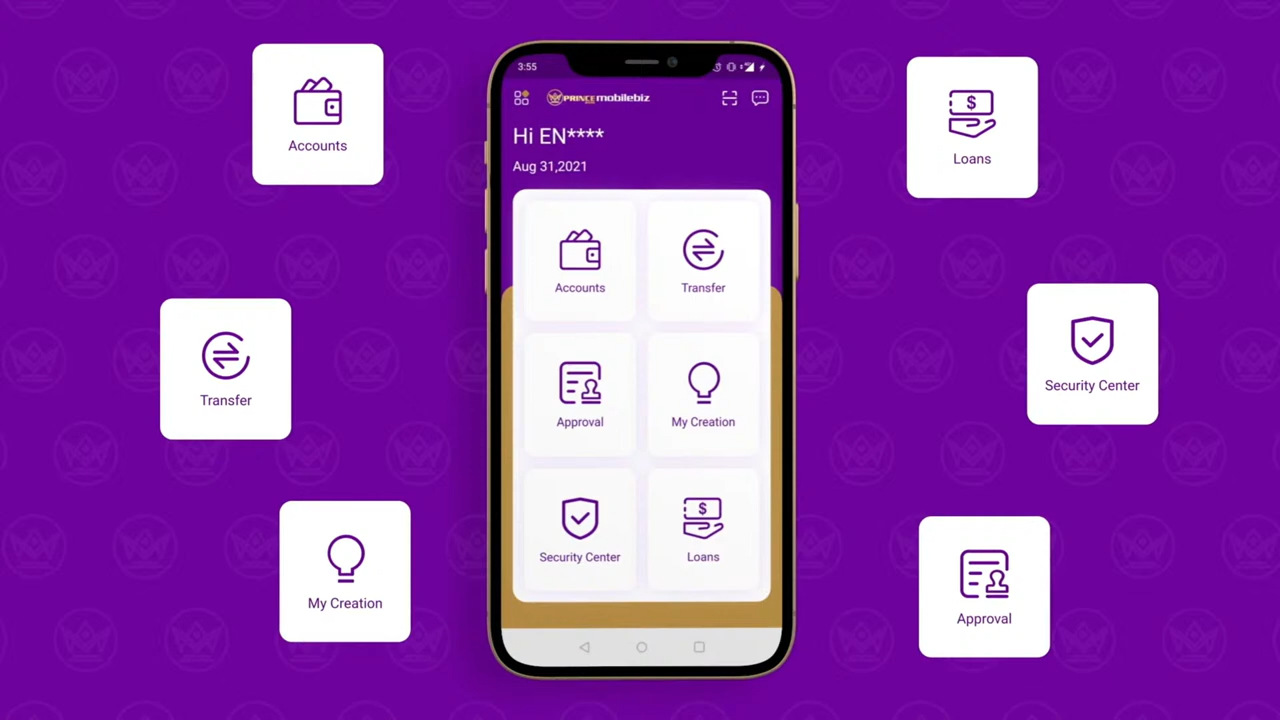 Accounts
Transfer
My Creation
3:55
PRINCE mobilebiz
Hi EN****
Aug 31,2021
Accounts
Transfer
Approval
My Creation
Security Center
$
Loans
$
Loans
Security Center
Approval